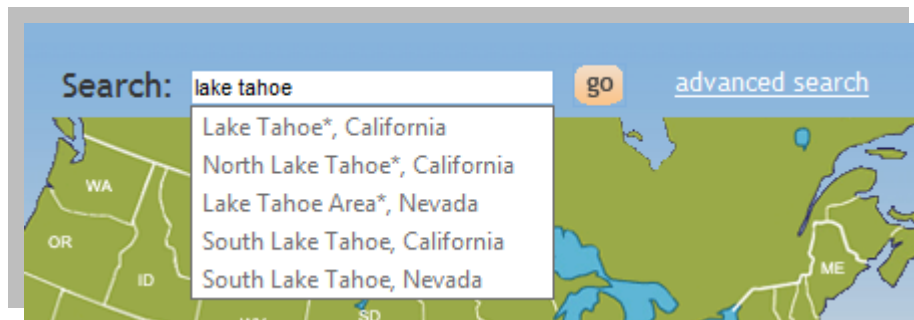 Search: lake tahoe go advanced search
Lake Tahoe*, California
North Lake Tahoe*, California
Lake Tahoe Area*, Nevada
South Lake Tahoe, California
South Lake Tahoe, Nevada
WA
OR
ID
ME
SD